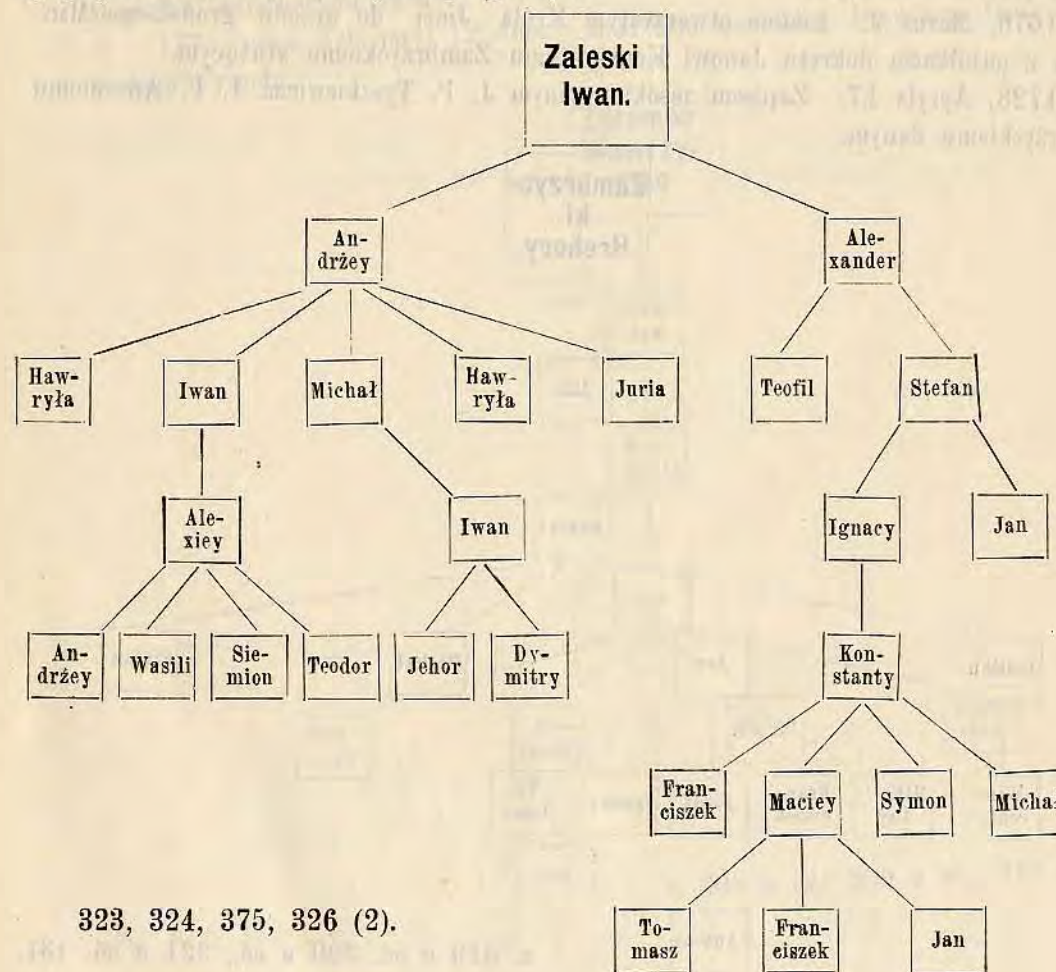 Zaleski
Iwan.
An-
drżey
Ale-
xander
Haw-
ryła
Iwan
Michał
Haw-
ryła
Juria
Teofil
Stefan
Ale-
xiey
Iwan
Ignacy
Jan
An-
drżey
Wasili
Sie-
mion
Teodor
Jehor
Dy-
mitry
Kon-
stanty
Fran-
ciszek
Maciey
Symon
Micha
323, 324, 375, 326 (2).
To-
masz
Fran-
ciszek
Jan